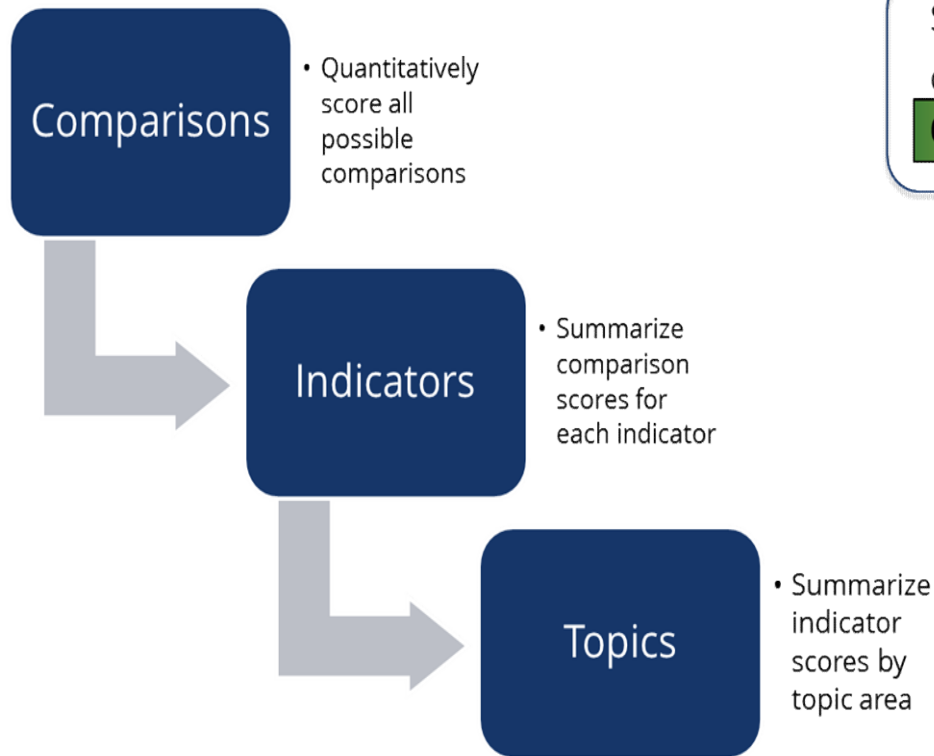 Comparisons
• Quantitatively
score all
possible
comparisons
Indicators
• Summarize
comparison
scores for
each indicator
Topics
• Summarize
indicator
scores by
topic area